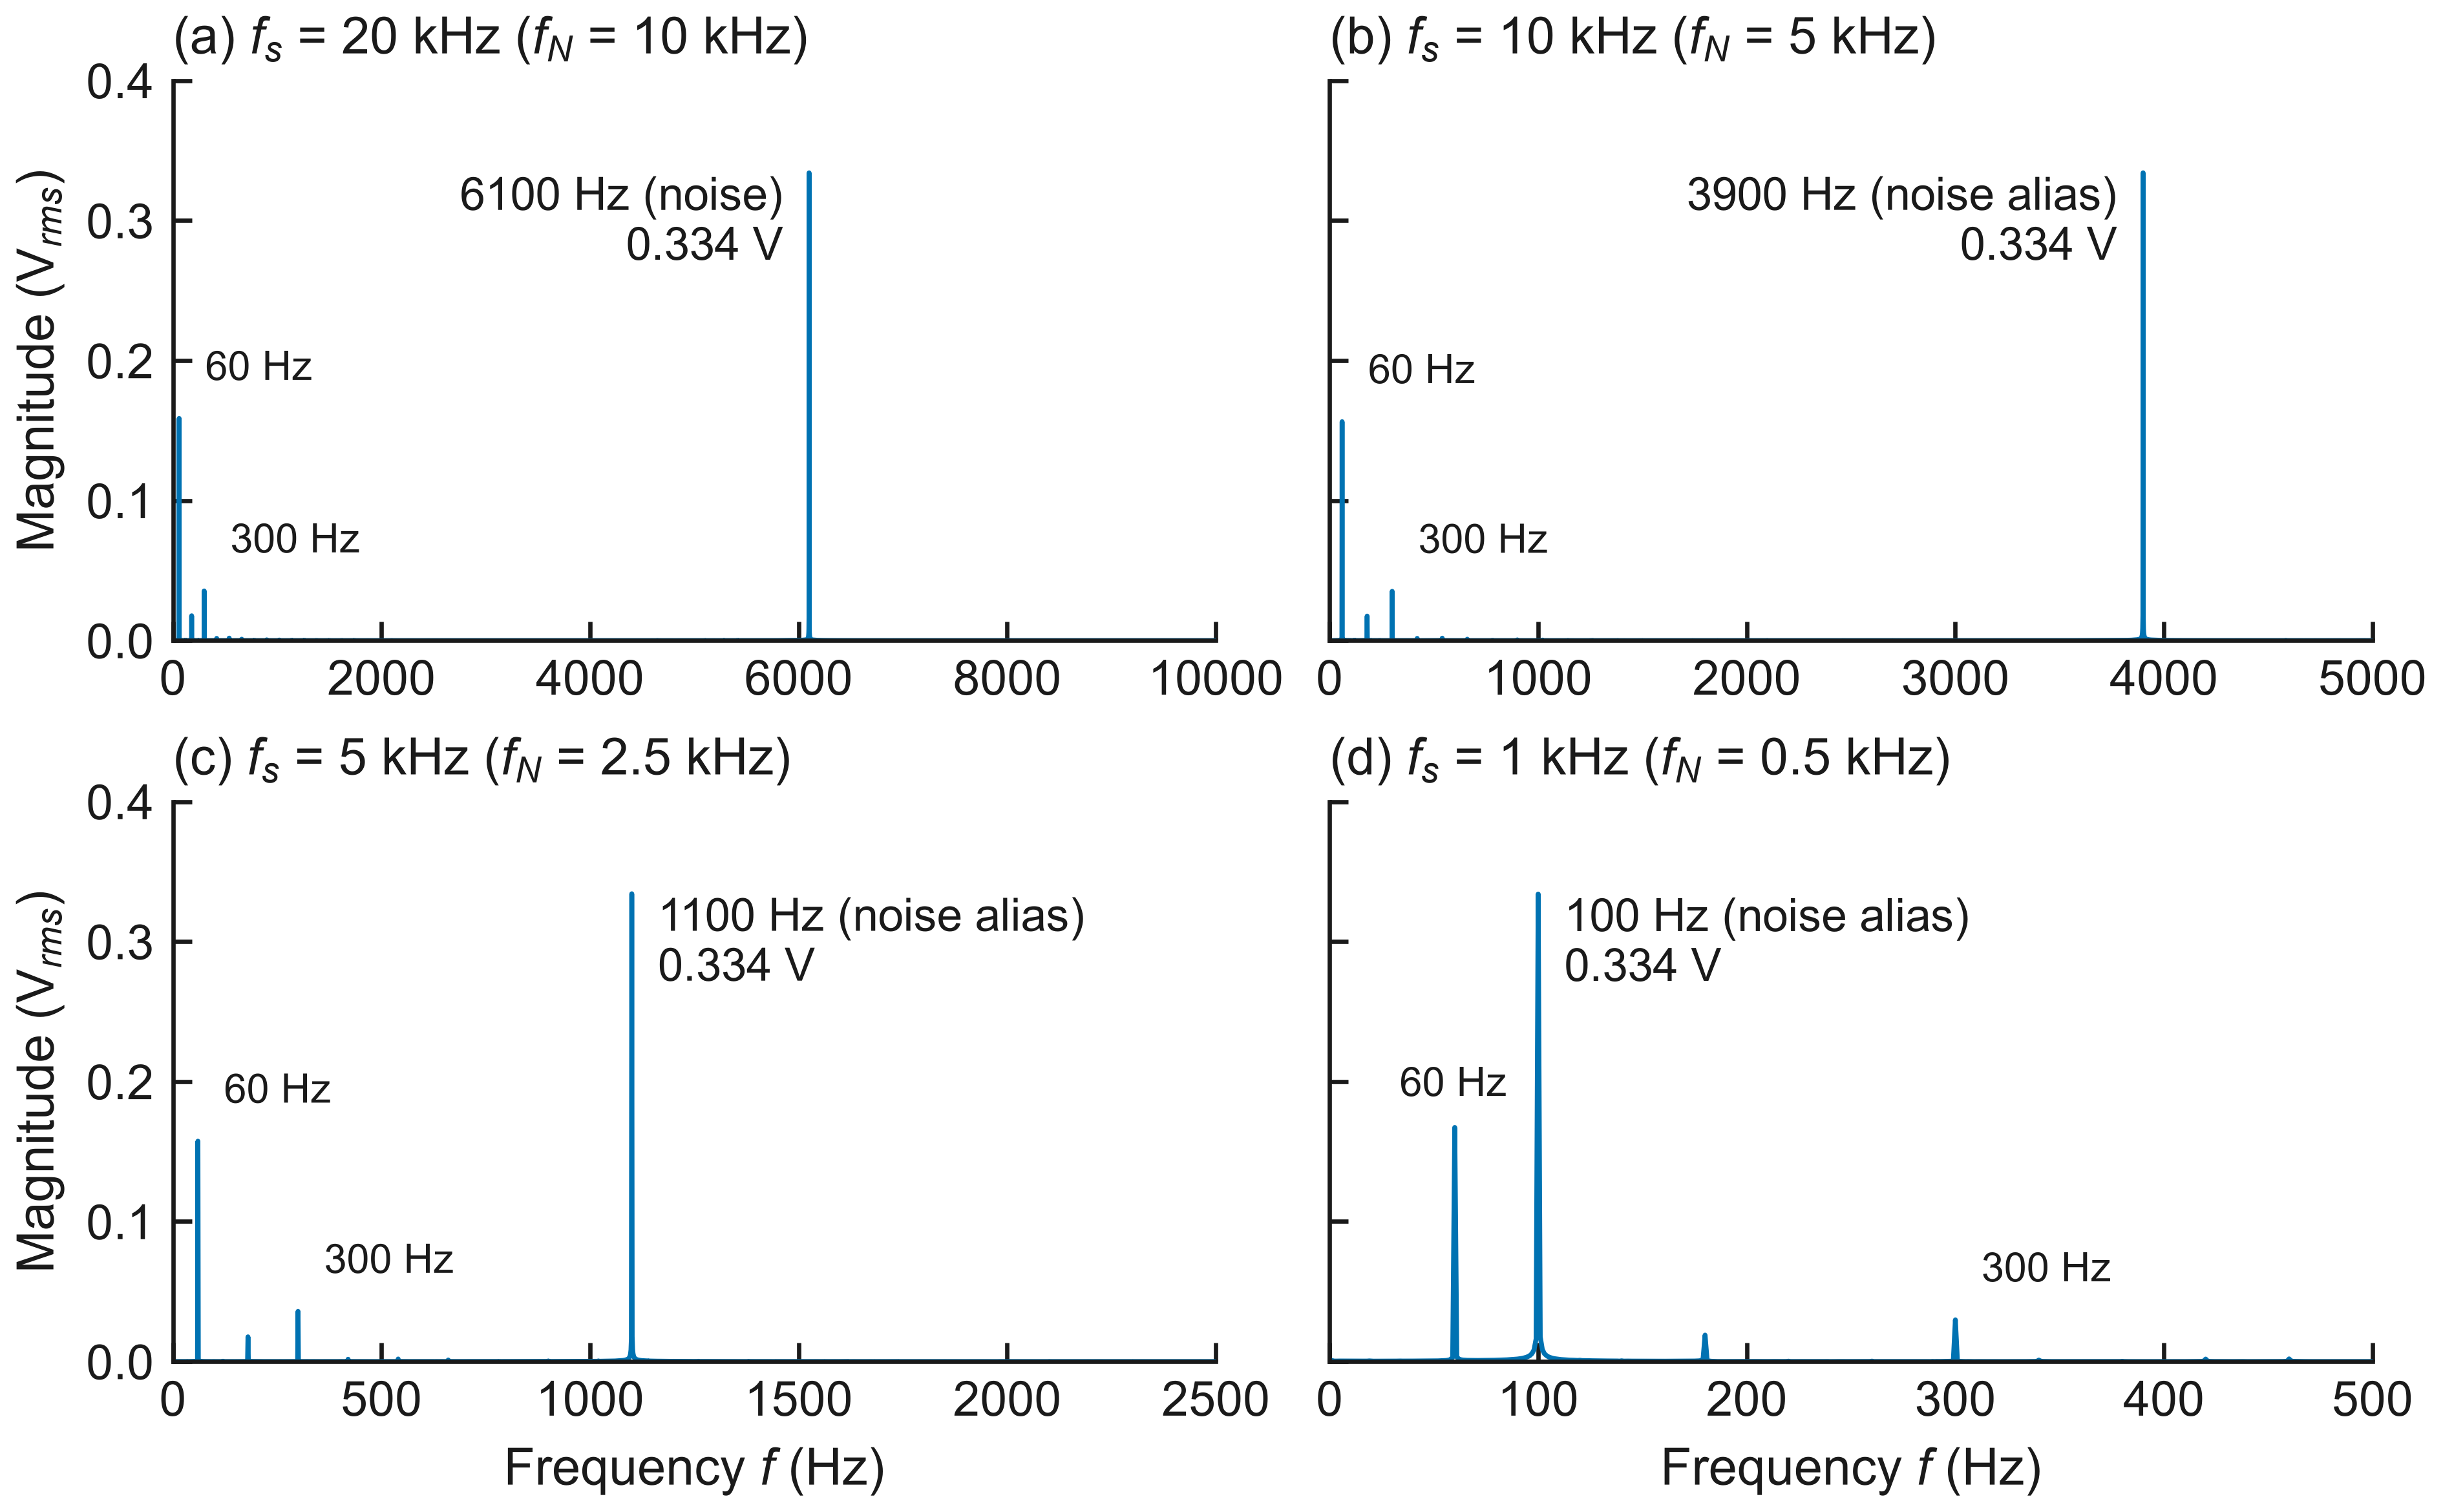 (a) fs = 20 kHz (fN = 10 kHz)
Magnitude (Vrms)
0.4
0.3
0.2
0.1
0.0
6100 Hz (noise)
0.334 V
60 Hz
300 Hz
0 2000 4000 6000 8000 10000
(b) fs = 10 kHz (fN = 5 kHz)
3900 Hz (noise alias)
0.334 V
60 Hz
300 Hz
0 1000 2000 3000 4000 5000
(c) fs = 5 kHz (fN = 2.5 kHz)
Magnitude (Vrms)
0.4
0.3
0.2
0.1
0.0
1100 Hz (noise alias)
0.334 V
60 Hz
300 Hz
0 500 1000 1500 2000 2500
Frequency f (Hz)
(d) fs = 1 kHz (fN = 0.5 kHz)
100 Hz (noise alias)
0.334 V
60 Hz
300 Hz
0 100 200 300 400 500
Frequency f (Hz)